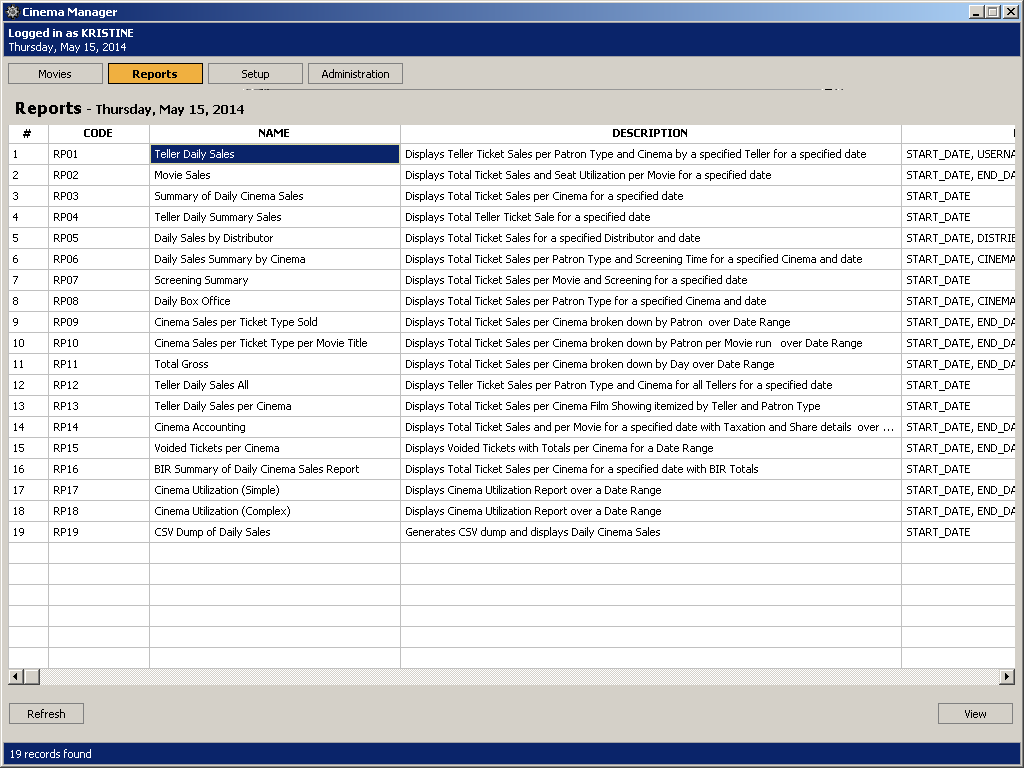 Cinema Manager
Logged in as KRISTINE
Thursday, May 15, 2014
Movies Reports Setup Administration
Reports - Thursday, May 15, 2014
# CODE NAME DESCRIPTION
1 RP01 Teller Daily Sales Displays Teller Ticket Sales per Patron Type and Cinema by a specified Teller for a specified date START_DATE, USERNA
2 RP02 Movie Sales Displays Total Ticket Sales and Seat Utilization per Movie for a specified date START_DATE, END_DA
3 RP03 Summary of Daily Cinema Sales Displays Total Ticket Sales per Cinema for a specified date START_DATE
4 RP04 Teller Daily Summary Sales Displays Total Teller Ticket Sale for a specified date START_DATE
5 RP05 Daily Sales by Distributor Displays Total Ticket Sales for a specified Distributor and date START_DATE, DISTRIE
6 RP06 Daily Sales Summary by Cinema Displays Total Ticket Sales per Patron Type and Screening Time for a specified Cinema and date START_DATE, CINEMA
7 RP07 Screening Summary Displays Total Ticket Sales per Movie and Screening for a specified date START_DATE
8 RP08 Daily Box Office Displays Total Ticket Sales per Patron Type for a specified Cinema and date START_DATE, CINEMA
9 RP09 Cinema Sales per Ticket Type Sold Displays Total Ticket Sales per Cinema broken down by Patron over Date Range START_DATE, END_DA
10 RP10 Cinema Sales per Ticket Type per Movie Title Displays Total Ticket Sales per Cinema broken down by Patron per Movie run over Date Range START_DATE, END_DA
11 RP11 Total Gross Displays Total Ticket Sales per Cinema broken down by Day over Date Range START_DATE, END_DA
12 RP12 Teller Daily Sales All Displays Teller Ticket Sales per Patron Type and Cinema for all Tellers for a specified date START_DATE
13 RP13 Teller Daily Sales per Cinema Displays Total Ticket Sales per Cinema Film Showing itemized by Teller and Patron Type START_DATE
14 RP14 Cinema Accounting Displays Total Ticket Sales and per Movie for a specified date with Taxation and Share details over ... START_DATE, END_DA
15 RP15 Voided Tickets per Cinema Displays Voided Tickets with Totals per Cinema for a Date Range START_DATE, END_DA
16 RP16 BIR Summary of Daily Cinema Sales Report Displays Total Ticket Sales per Cinema for a specified date with BIR Totals START_DATE
17 RP17 Cinema Utilization (Simple) Displays Cinema Utilization Report over a Date Range START_DATE, END_DA
18 RP18 Cinema Utilization (Complex) Displays Cinema Utilization Report over a Date Range START_DATE, END_DA
19 RP19 CSV Dump of Daily Sales Generates CSV dump and displays Daily Cinema Sales START_DATE
Refresh View
19 records found